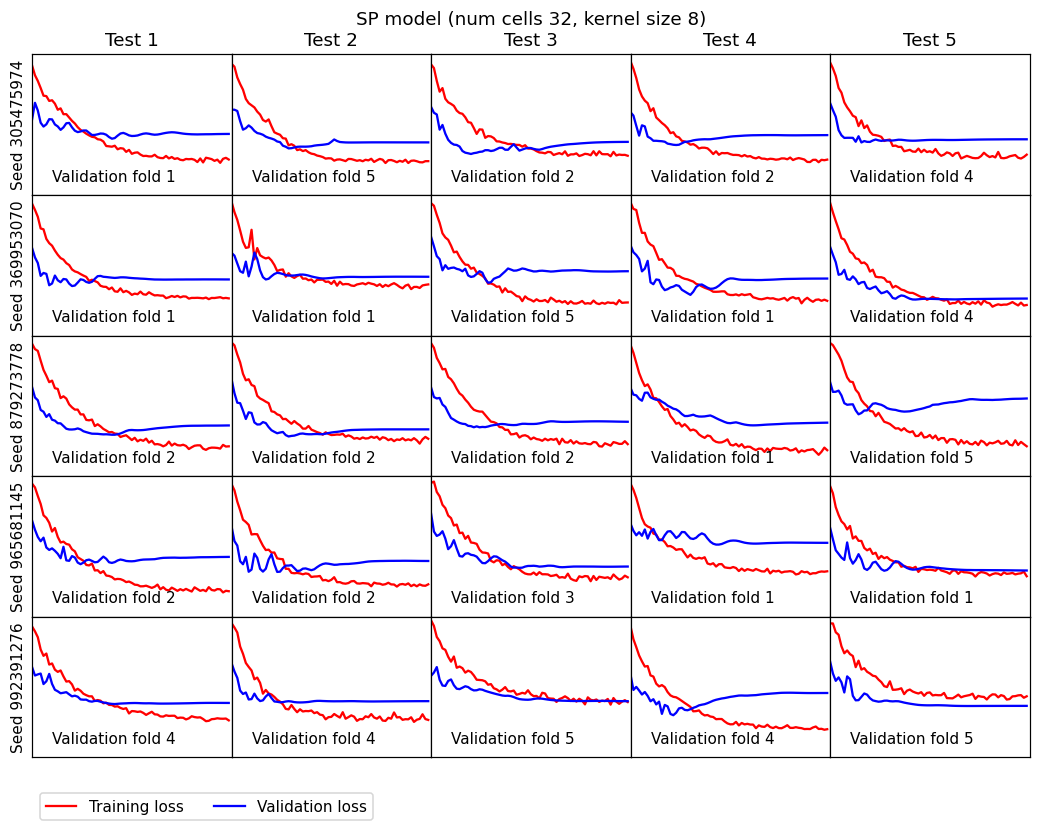 SP model (num cells 32, kernel size 8)
Test 1 Test 2 Test 3 Test 4 Test 5
Seed 305475974
Validation fold 1 Validation fold 5 Validation fold 2 Validation fold 2 Validation fold 4
Seed 369953070
Validation fold 1 Validation fold 1 Validation fold 5 Validation fold 1 Validation fold 4
Seed 8798273778
Validation fold 2 Validation fold 2 Validation fold 2 Validation fold 1 Validation fold 5
Seed 9656681145
Validation fold 2 Validation fold 2 Validation fold 3 Validation fold 1 Validation fold 1
Seed 992391276
Validation fold 4 Validation fold 4 Validation fold 5 Validation fold 4 Validation fold 5
Training loss Validation loss